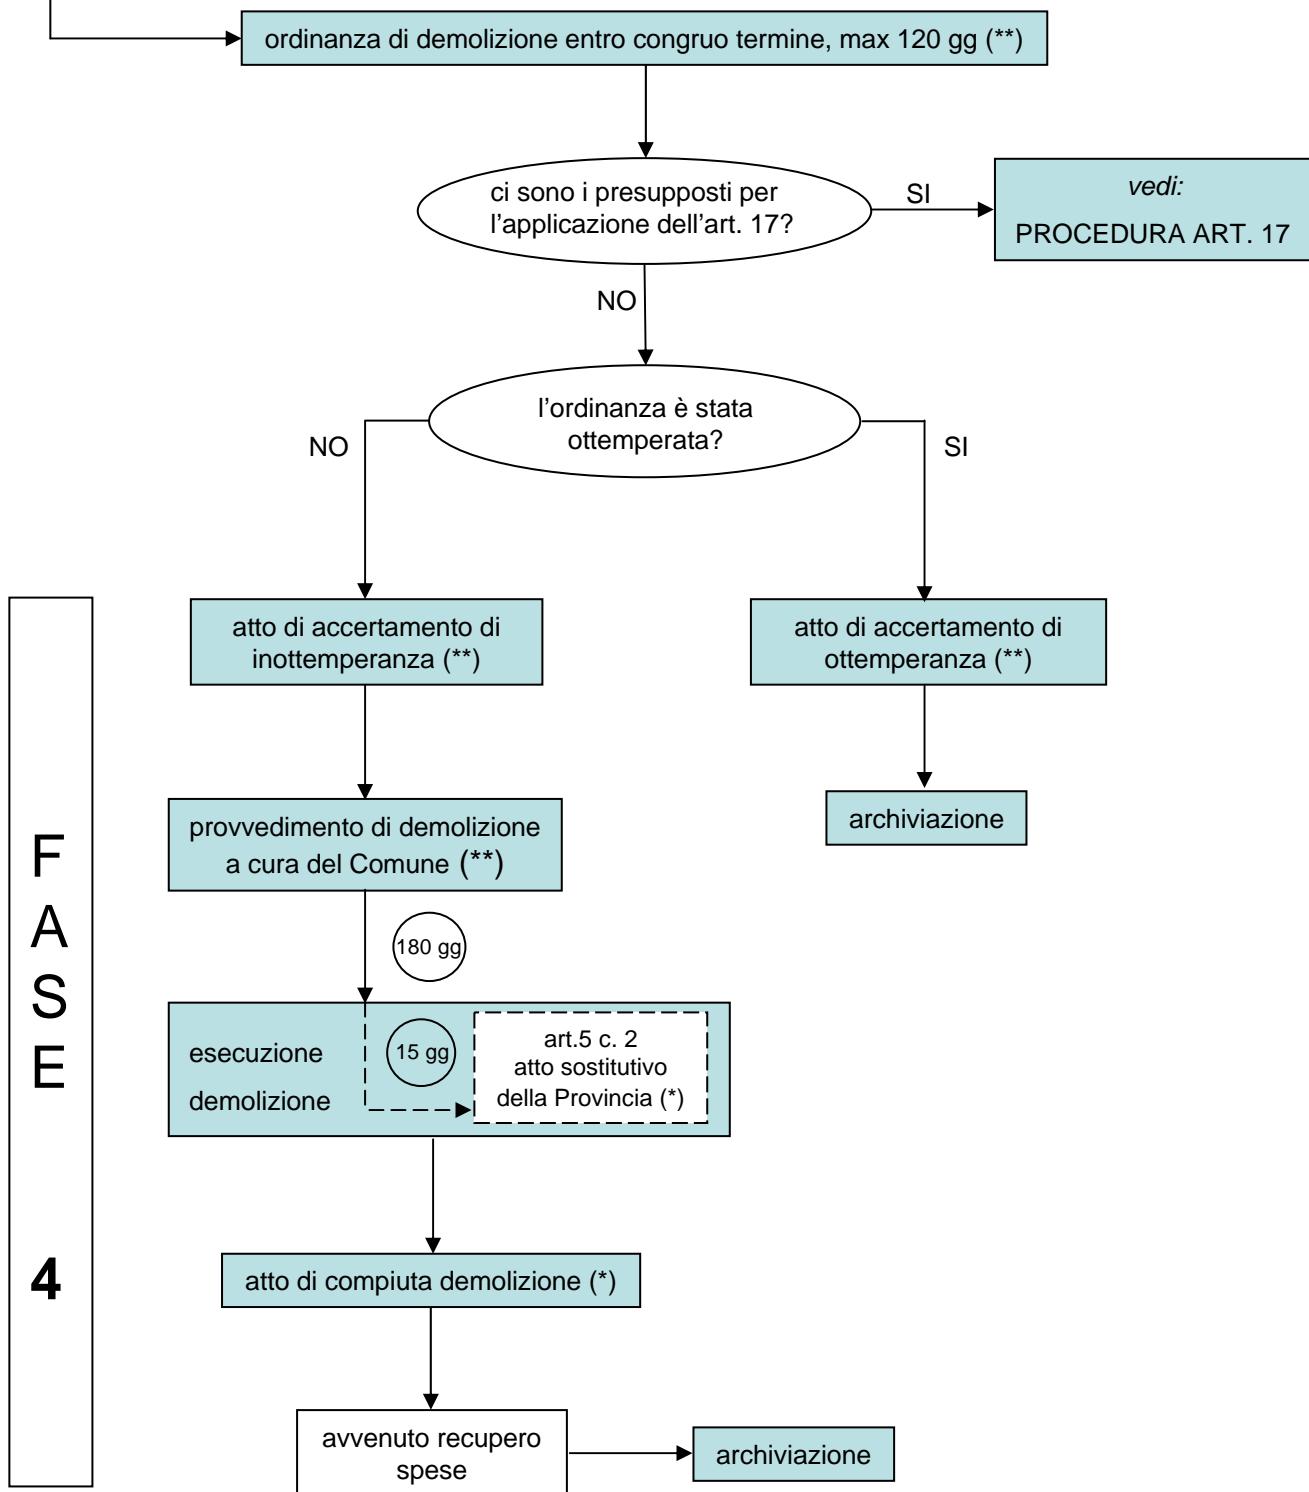 ordinanza di demolizione entro congruo termine, max 120 gg (**)
ci sono i presupposti per
l'applicazione dell'art. 17?
SI
vedi:
PROCEDURA ART. 17
NO
l'ordinanza è stata
ottemperata?
NO
SI
atto di accertamento di
inottemperanza (**)
atto di accertamento di
ottemperanza (**)
provvedimento di demolizione
a cura del Comune (**)
archiviazione
180 gg
esecuzione
demolizione
15 gg
art.5 c. 2
atto sostitutivo
della Provincia (*)
atto di compiuta demolizione (*)
avvenuto recupero
spese
archiviazione
F
A
S
E
4